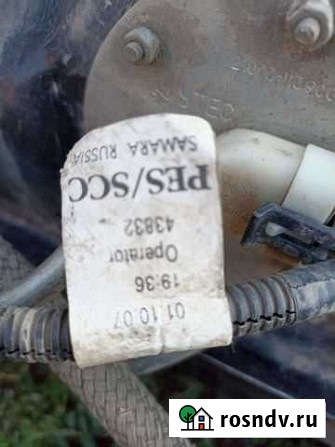 PES/SCC
SAMARA RUSSIA
43832
Operator
19:36
01.10.07
rosndv.ru